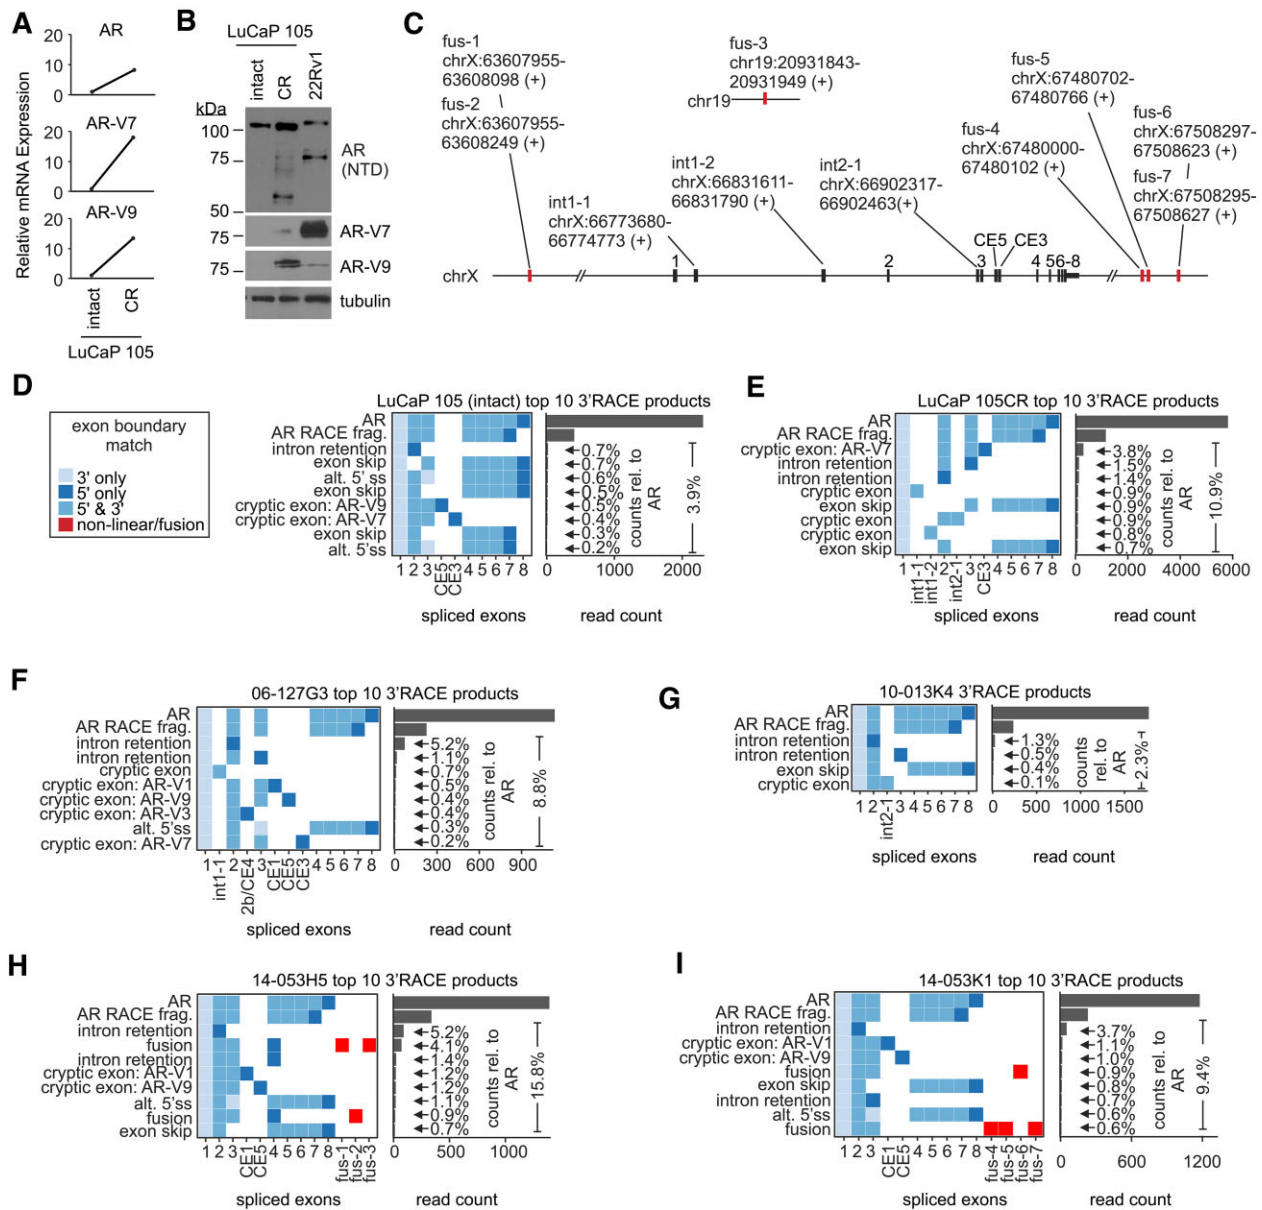 A
AR
20
10
0
AR-V7
20
10
0
AR-V9
20
10
0
Relative mRNA Expression
intact
CR
LuCaP 105
B
LuCaP 105
intact
CR
22Rv1
kDa
100
75
50
75
75
AR
(NTD)
AR-V7
AR-V9
tubulin
C
fus-1
chrX:63607955-
63608098 (+)
fus-2
chrX:63607955-
63608249 (+)
fus-3
chr19:20931843-
20931949 (+)
chr19
fus-5
chrX:67480702-
67480766 (+)
fus-4
chrX:67480000-
67480102 (+)
fus-6
chrX:67508297-
67508623 (+)
fus-7
chrX:67508295-
67508627 (+)
int1-1
chrX:66773680-
66774773 (+)
int1-2
chrX:66831611-
66831790 (+)
int2-1
chrX:66902317-
66902463(+)
CE5 CE3
chrX
1
//
2
3
4 56-8
//
D
exon boundary
match
3' only
5' only
5' & 3'
non-linear/fusion
LuCaP 105 (intact) top 10 3'RACE products
AR
AR RACE frag.
intron retention
exon skip
alt. 5' ss
exon skip
cryptic exon: AR-V9
cryptic exon: AR-V7
exon skip
alt. 5'ss
0.7%
0.7%
0.6%
0.5%
0.5%
0.4%
0.3%
0.2%
counts rel. to
AR
3.9%
1 2 3 CE5 CE3 4 5 6 7 8
0 1000 2000
spliced exons
read count
E
LuCaP 105CR top 10 3'RACE products
AR
AR RACE frag.
cryptic exon: AR-V7
intron retention
intron retention
cryptic exon
exon skip
cryptic exon
cryptic exon
exon skip
3.8%
1.5%
1.4%
0.9%
0.9%
0.9%
0.8%
0.7%
counts rel. to
AR
10.9%
1 int1-1 int1-2 2 int2-1 3 CE3 4 5 6 7 8
0 2000 4000 6000
spliced exons
read count
F
06-127G3 top 10 3'RACE products
AR
AR RACE frag.
intron retention
intron retention
cryptic exon
cryptic exon: AR-V1
cryptic exon: AR-V9
cryptic exon: AR-V3
alt. 5'ss
cryptic exon: AR-V7
5.2%
1.1%
0.7%
0.5%
0.4%
0.4%
0.3%
0.2%
counts rel. to
AR
8.8%
1 int1-1 2 2b/CE4 3 CE1 CE5 CE3 4 5 6 7 8
0 300 600 900
spliced exons
read count
G
10-013K4 3'RACE products
AR
AR RACE frag.
intron retention
intron retention
exon skip
cryptic exon
1.3%
0.5%
0.4%
0.1%
counts
rel. to
AR
2.3%
1 2 int2-1 3 4 5 6 7 8
0 500 1000 1500
spliced exons
read count
H
14-053H5 top 10 3'RACE products
AR
AR RACE frag.
intron retention
fusion
intron retention
cryptic exon: AR-V1
cryptic exon: AR-V9
alt. 5'ss
fusion
exon skip
5.2%
4.1%
1.4%
1.2%
1.2%
1.1%
0.9%
0.7%
counts rel. to
AR
15.8%
1 2 3 CE1 CE5 4 5 6 7 8 fus-1 fus-2 fus-3
0 500 1000
spliced exons
read count
I
14-053K1 top 10 3'RACE products
AR
AR RACE frag.
intron retention
cryptic exon: AR-V1
cryptic exon: AR-V9
fusion
exon skip
intron retention
alt. 5'ss
fusion
3.7%
1.1%
1.0%
0.9%
0.8%
0.7%
0.6%
0.6%
counts rel. to
AR
9.4%
1 2 3 CE1 CE5 4 5 6 7 8 fus-4 fus-5 fus-6 fus-7
0 600 1200
spliced exons
read count